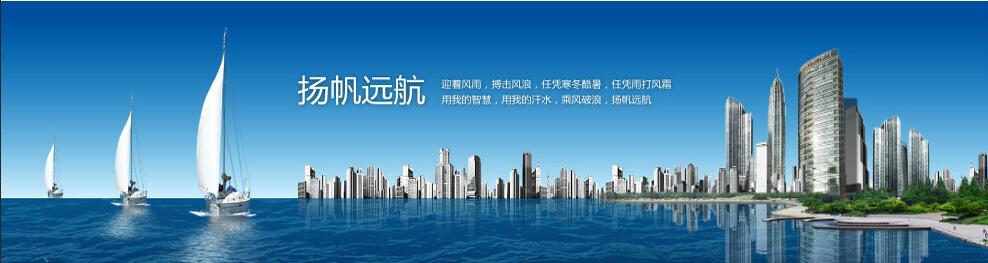 扬帆远航
迎着风雨，搏击风浪，任凭寒冬酷暑，任凭雨打风霜
用我的智慧，用我的汗水，乘风破浪，扬帆远航